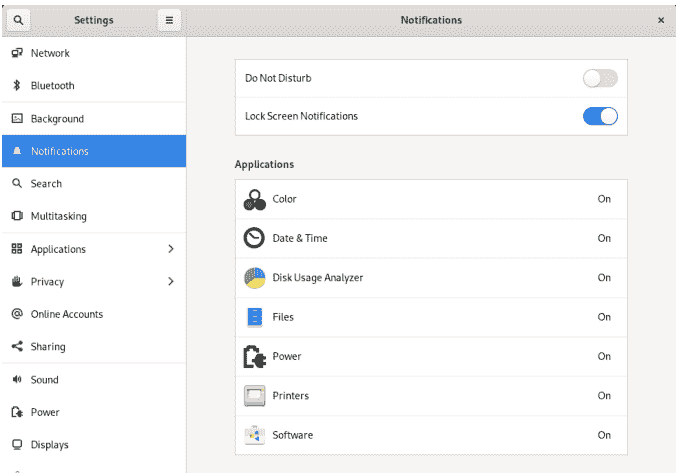 Settings
Notifications
Network
Bluetooth
Background
Notifications
Search
Multitasking
Applications
Privacy
Online Accounts
Sharing
Sound
Power
Displays
Do Not Disturb
Lock Screen Notifications
Applications
Color On
Date & Time On
Disk Usage Analyzer On
Files On
Power On
Printers On
Software On